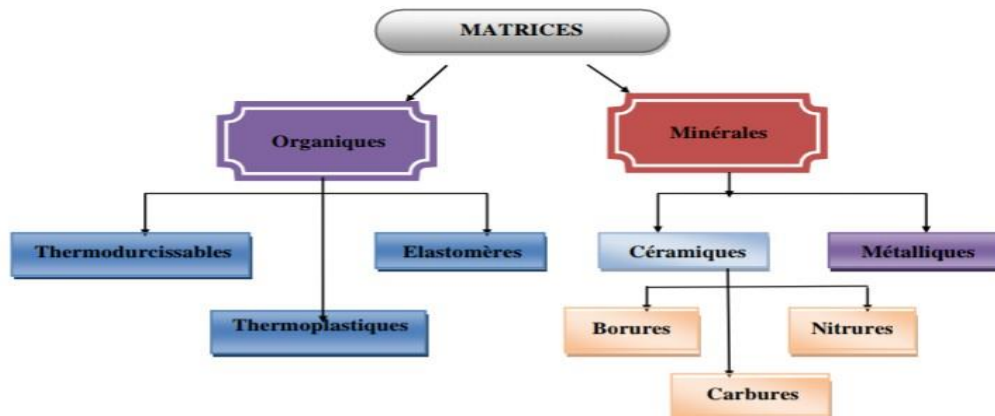 MATRICES
Organiques
Minérales
Thermodurcissables
Elastomères
Céramiques
Métalliques
Thermoplastiques
Borures
Nitrures
Carbures